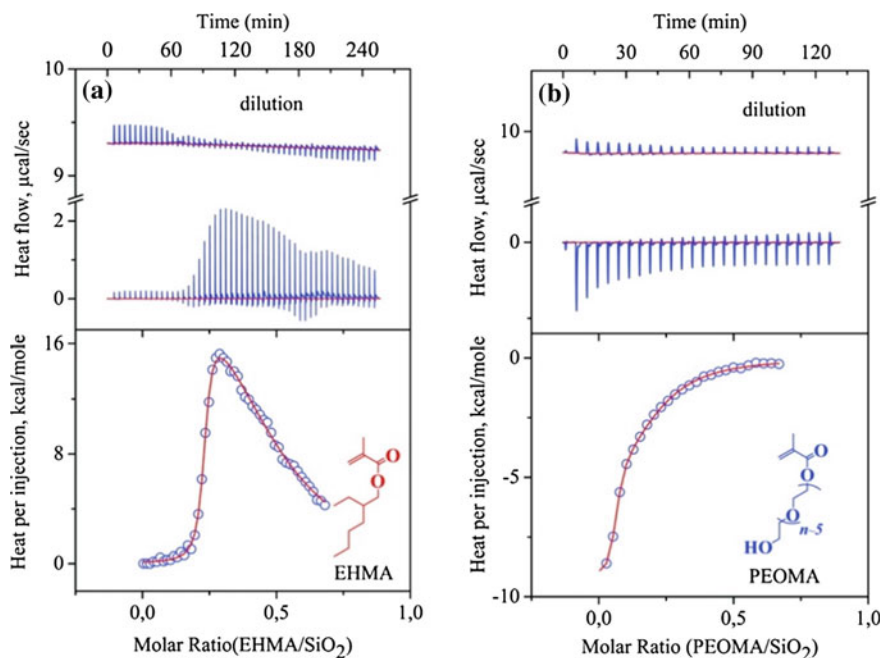 Time (min)
0 60 120 180 240
10
(a)
dilution
9
Heat flow, µcal/sec
2
0
16
Heat per injection, kcal/mole
8
0
O
O
EHMA
0,0 0,5 1,0
Molar Ratio(EHMA/SiO2)
Time (min)
0 30 60 90 120
(b)
dilution
10
Heat flow, µcal/sec
0
0
Heat per injection, kcal/mole
-5
-10
O
O
O
n~5
HO
PEOMA
0,0 0,5 1,0
Molar Ratio (PEOMA/SiO2)